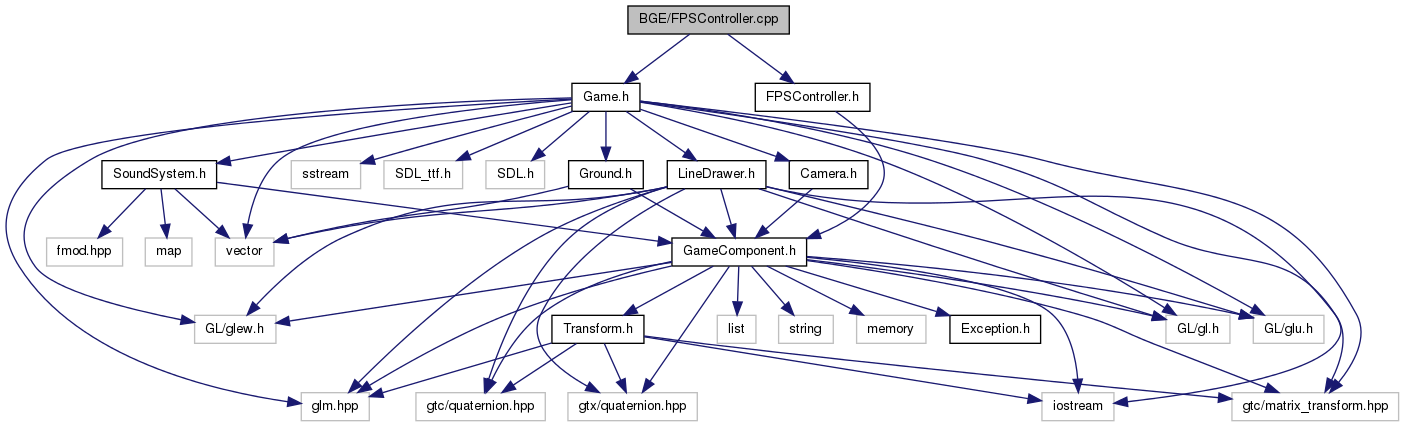 BGE/FPSController.cpp
Game.h
FPSController.h
SoundSystem.h
sstream
SDL_ttf.h
SDL.h
Ground.h
LineDrawer.h
Camera.h
fmod.hpp
map
vector
GameComponent.h
GL/glew.h
Transform.h
list
string
memory
Exception.h
GL/gl.h
GL/glu.h
glm.hpp
gtc/quaternion.hpp
gtx/quaternion.hpp
iostream
gtc/matrix_transform.hpp